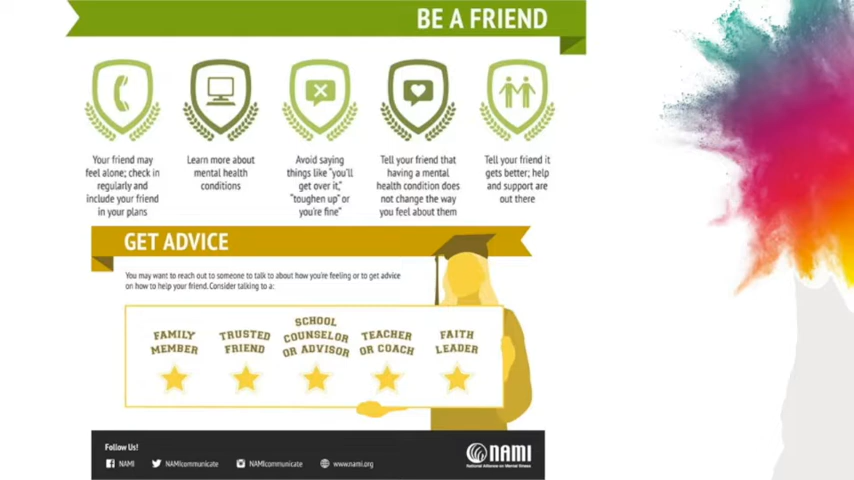 BE A FRIEND
Your friend may
feel alone; check in
regularly and
include your friend
in your plans
Learn more about
mental health
conditions
Avoid saying
things like “you’ll
get over it,”
“toughen up” or
you’re fine”
Tell your friend that
having a mental
health condition does
not change the way
you feel about them
Tell your friend it
gets better; help
and support are
out there
GET ADVICE
You may want to reach out to someone to talk to about how you're feeling or to get advice
on how to help your friend. Consider talking to a:
FAMILY
MEMBER
TRUSTED
FRIEND
SCHOOL
COUNSELOR
OR ADVISOR
TEACHER
OR COACH
FAITH
LEADER
Follow Us!
NAMI
NAMIcommunicate
NAMIcommunicate
www.nami.org
NAMI
National Alliance on Mental Illness